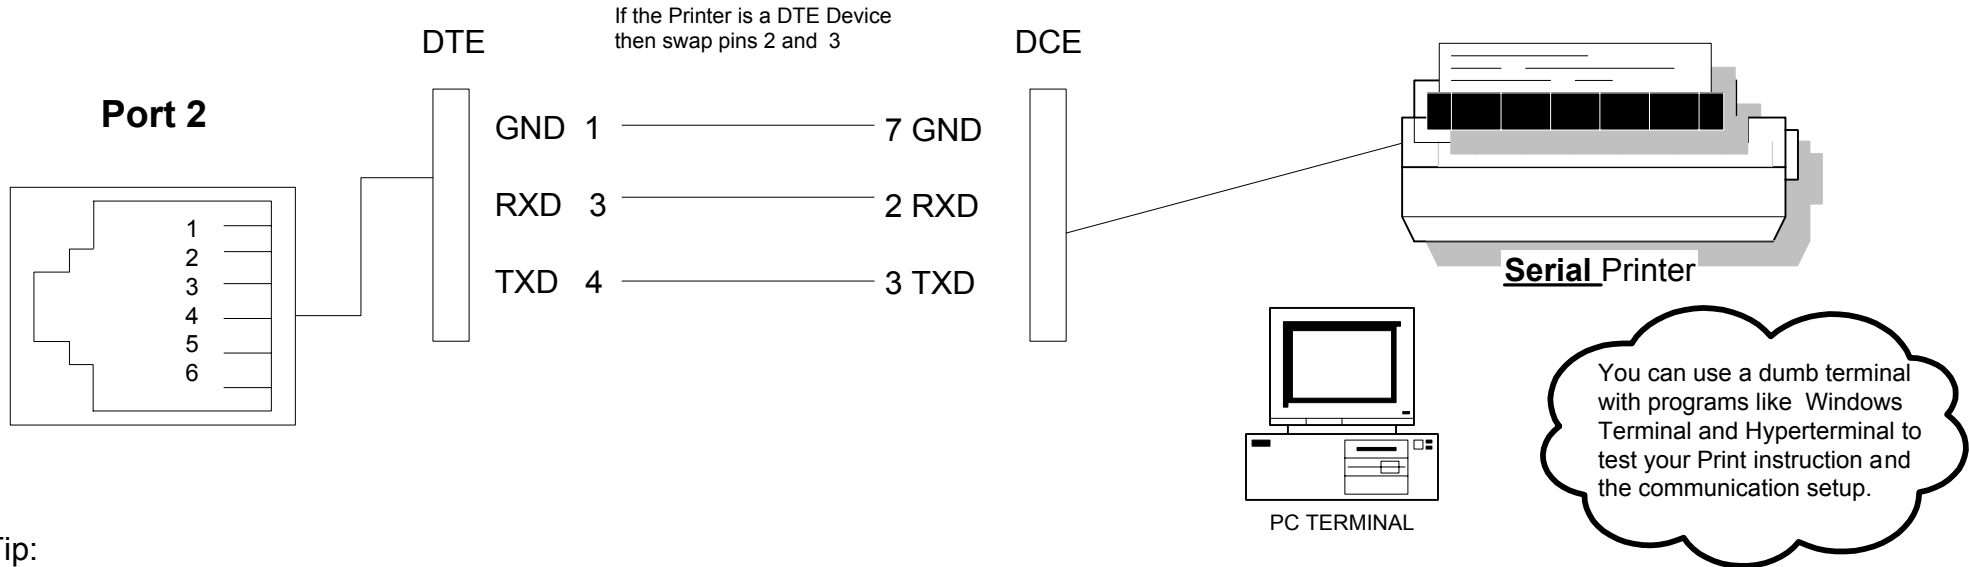 If the Printer is a DTE Device
then swap pins 2 and 3
DTE
DCE
Port 2
GND 1
7 GND
RXD 3
2 RXD
TXD 4
3 TXD
1
2
3
4
5
6
Serial Printer
You can use a dumb terminal
with programs like Windows
Terminal and Hyperterminal to
test your Print instruction and
the communication setup.
PC TERMINAL
Tip: